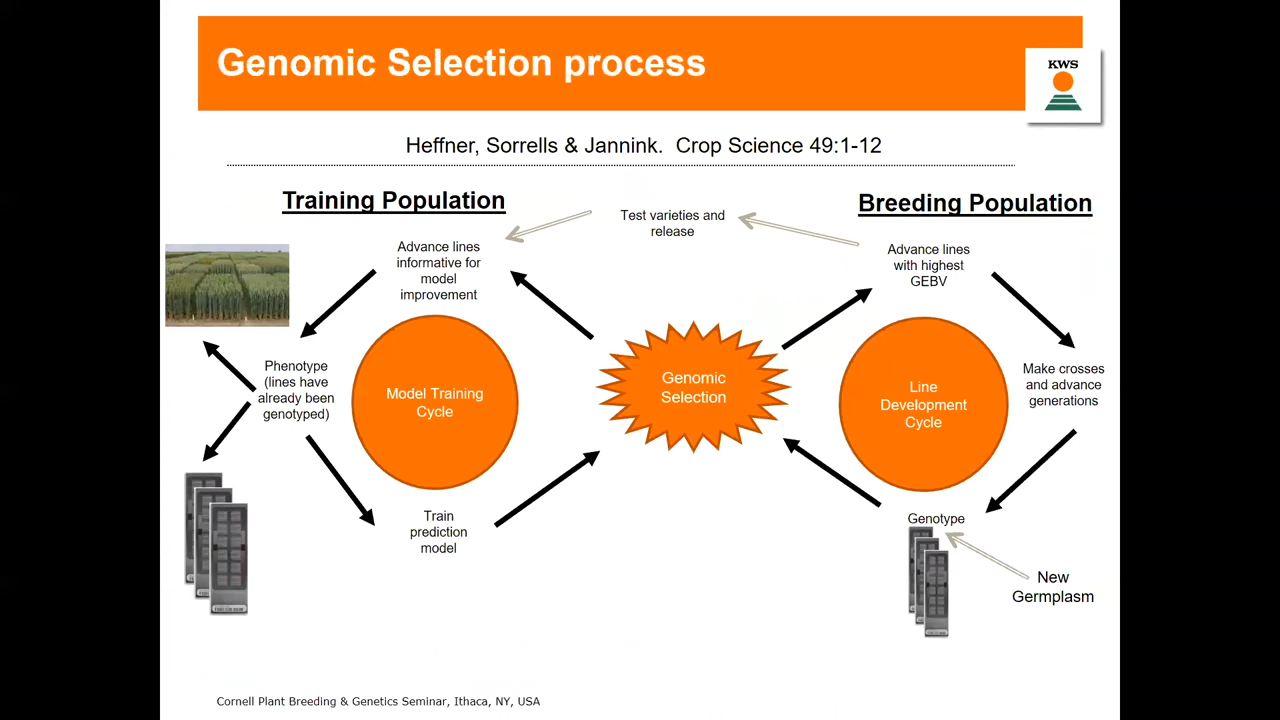 Genomic Selection process
KWS
Heffner, Sorrells & Jannink. Crop Science 49:1-12
Training Population
Breeding Population
Test varieties and
release
Advance lines
informative for
model
improvement
Advance lines
with highest
GEBV
Phenotype
(lines have
already been
genotyped)
Model Training
Cycle
Genomic
Selection
Line
Development
Cycle
Make crosses
and advance
generations
Train
prediction
model
Genotype
New
Germplasm
Cornell Plant Breeding & Genetics Seminar, Ithaca, NY, USA